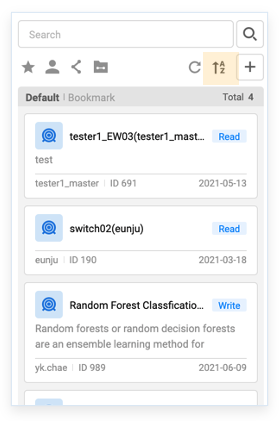 Search
A
Z
Default | Bookmark Total 4
tester1_EW03(tester1_mast... Read
test
tester1_master | ID 691 2021-05-13
switch02(eunju) Read
eunju | ID 190 2021-03-18
Random Forest Classficatio... Write
Random forests or random decision forests
are an ensemble learning method for
yk.chae | ID 989 2021-06-09